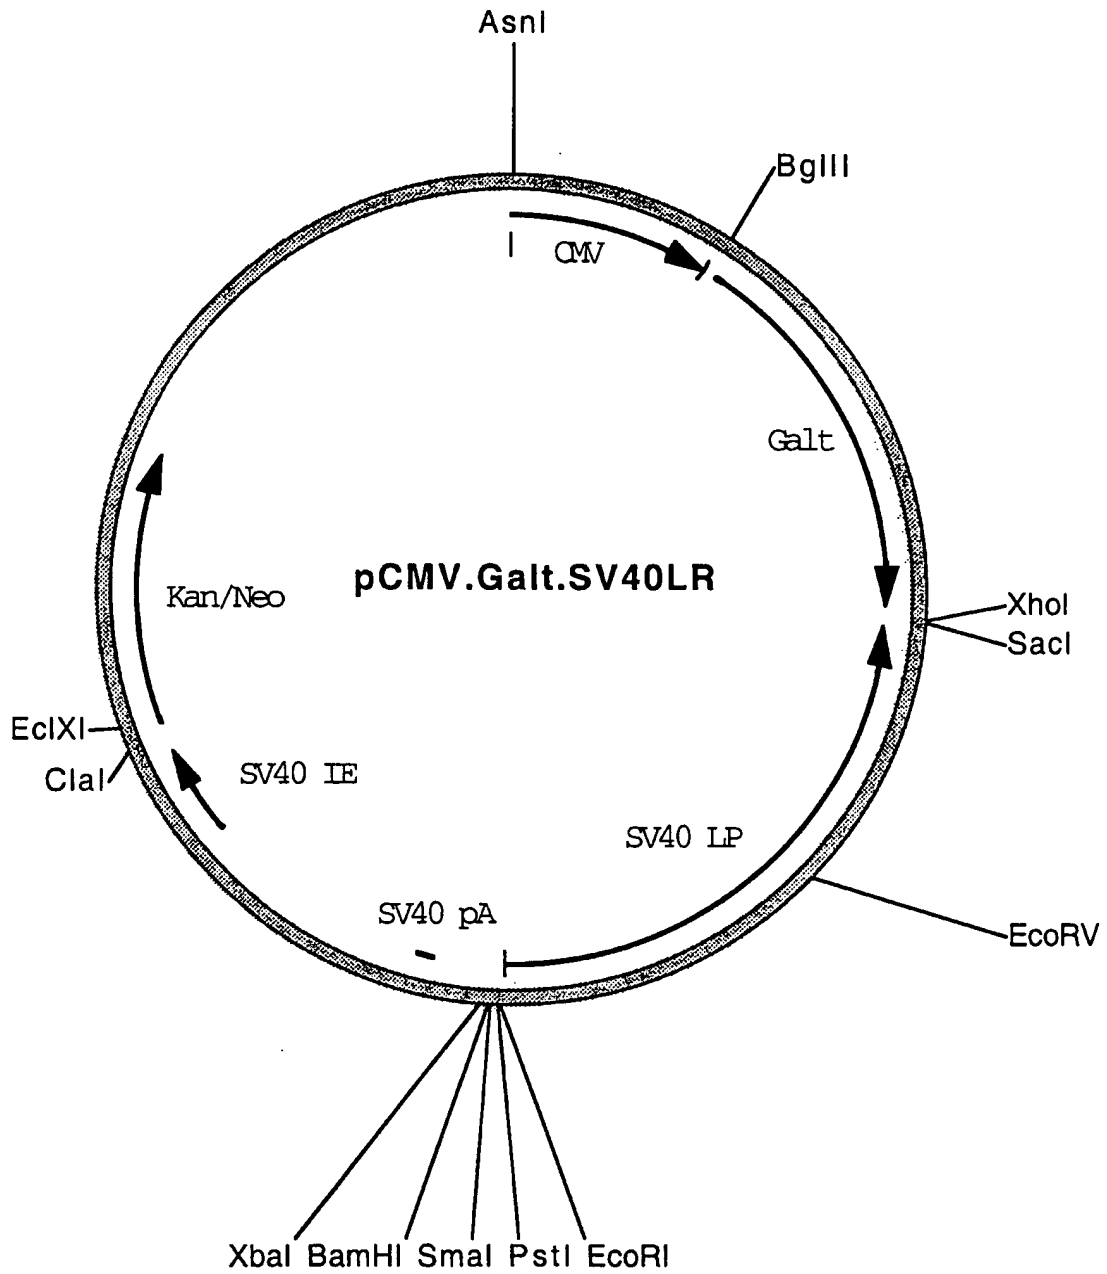 AsnI
BglII
CMV
Galt
pCMV.Galt.SV40LR
Kan/Neo
XhoI
SacI
EclXI
ClaI
SV40 IE
SV40 LP
SV40 pA
EcoRV
XbaI BamHI SmaI PstI EcoRI